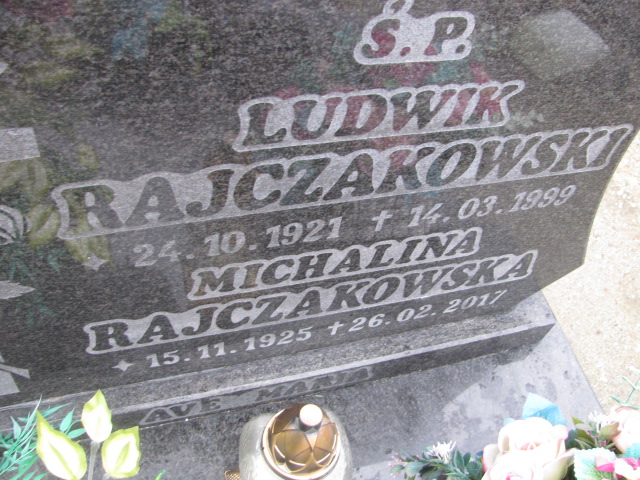 Ś.P.
LUDWIK
RAJCZAKOWSKI
24.10.1921 † 14.03.1999
MICHALINA
RAJCZAKOWSKA
15.11.1925 † 26.02.2017
AVE MARIA